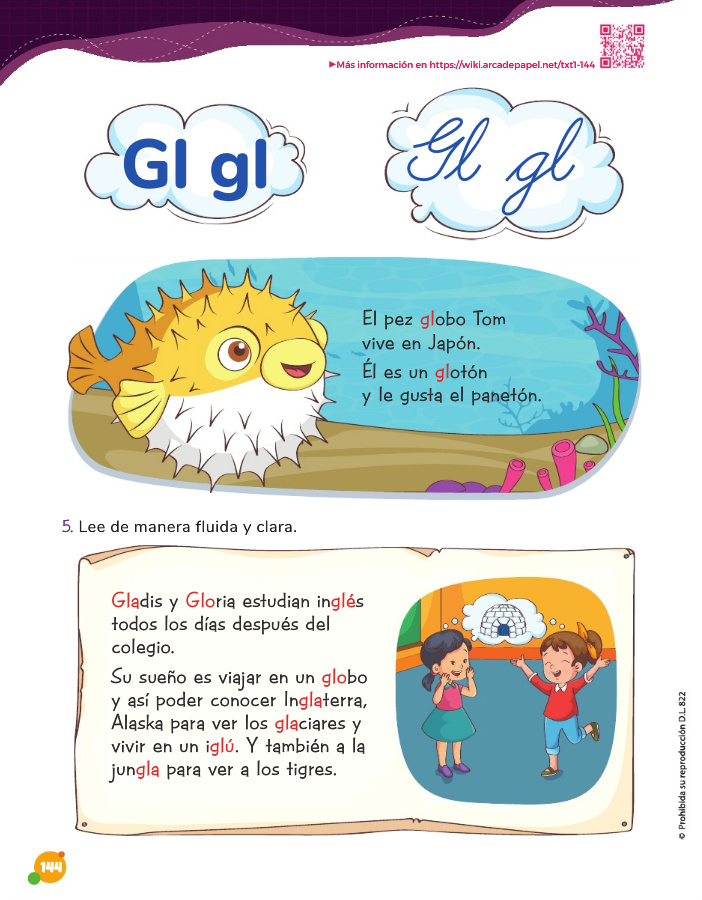 ▶Más información en https://wiki.arcadepapel.net/txt1-144
Gl gl
Gl gl
El pez globo Tom
vive en Japón.
Él es un glotón
y le gusta el panetón.
5. Lee de manera fluida y clara.
Gladis y Gloria estudian inglés
todos los días después del
colegio.
Su sueño es viajar en un globo
y así poder conocer Inglaterra,
Alaska para ver los glaciares y
vivir en un iglú. Y también a la
jungla para ver a los tigres.
© Prohibida su reproducción D.L.822
144